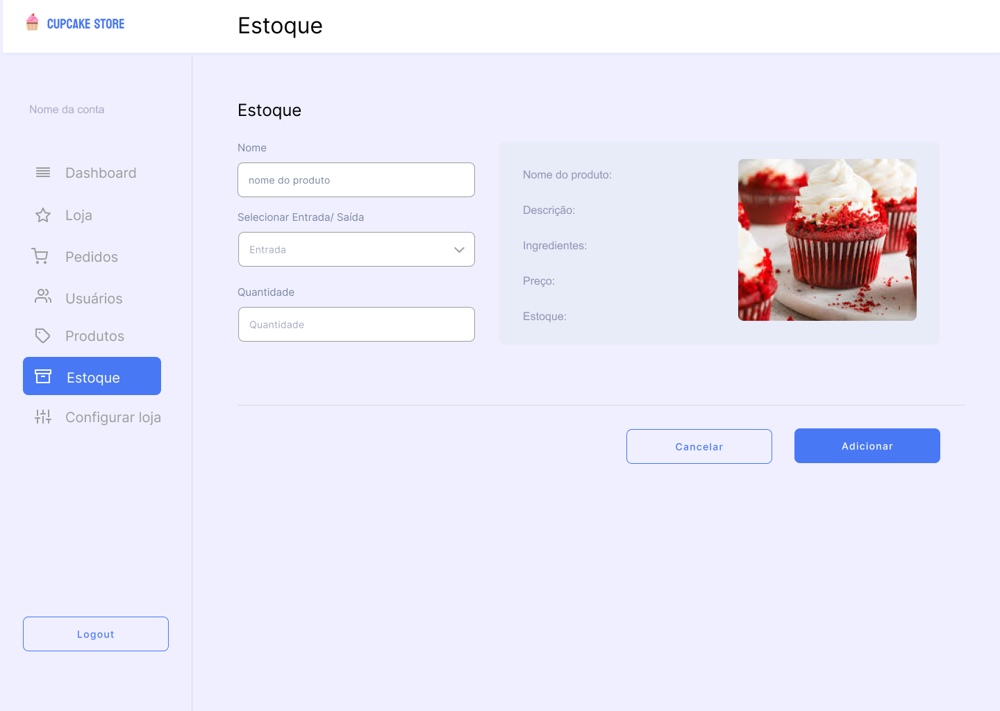 CUPCAKE STORE
Estoque
Nome da conta
Dashboard
Loja
Pedidos
Usuários
Produtos
Estoque
Configurar loja
Logout
Estoque
Nome
nome do produto
Selecionar Entrada/ Saída
Entrada
Quantidade
Quantidade
Nome do produto:
Descrição:
Ingredientes:
Preço:
Estoque:
Cancelar
Adicionar